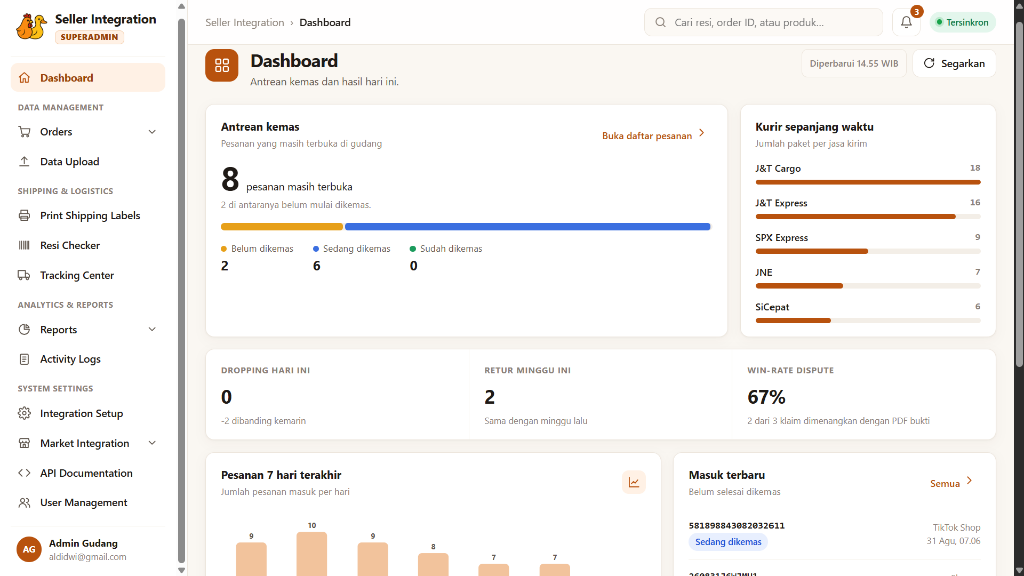 Seller Integration
SUPERADMIN
Dashboard
DATA MANAGEMENT
Orders
Data Upload
SHIPPING & LOGISTICS
Print Shipping Labels
Resi Checker
Tracking Center
ANALYTICS & REPORTS
Reports
Activity Logs
SYSTEM SETTINGS
Integration Setup
Market Integration
API Documentation
User Management
AG
Admin Gudang
aldidwi@gmail.com
Seller Integration › Dashboard
Cari resi, order ID, atau produk...
3
Tersinkron
Dashboard
Antrean kemas dan hasil hari ini.
Diperbarui 14.55 WIB
Segarkan
Antrean kemas
Pesanan yang masih terbuka di gudang
Buka daftar pesanan
8 pesanan masih terbuka
2 di antaranya belum mulai dikemas.
Belum dikemas
2
Sedang dikemas
6
Sudah dikemas
0
Kurir sepanjang waktu
Jumlah paket per jasa kirim
J&T Cargo 18
J&T Express 16
SPX Express 9
JNE 7
SiCepat 6
DROPPING HARI INI
0
-2 dibanding kemarin
RETUR MINGGU INI
2
Sama dengan minggu lalu
WIN-RATE DISPUTE
67%
2 dari 3 klaim dimenangkan dengan PDF bukti
Pesanan 7 hari terakhir
Jumlah pesanan masuk per hari
9 10 9 8 7 7
Masuk terbaru
Belum selesai dikemas
Semua
581898843082032611
Sedang dikemas
TikTok Shop
31 Agu, 07.06